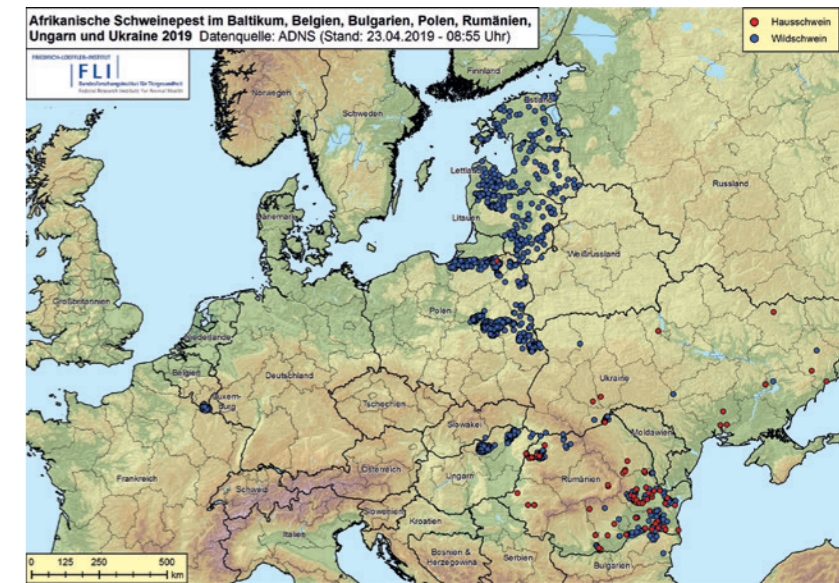 Afrikanische Schweinepest im Baltikum, Belgien, Bulgarien, Polen, Rumänien,
Ungarn und Ukraine 2019 Datenquelle: ADNS (Stand: 23.04.2019 - 08:55 Uhr)
Hausschwein
Wildschwein
FRIEDRICH-LOEFFLER-INSTITUT
FLI
Bundesforschungsinstitut für Tiergesundheit
Federal Research Institute for Animal Health
Finnland
Norwegen
Schweden
Estland
Lettland
Russland
Dänemark
Litauen
Weißrussland
Großbritannien
Polen
Niederlande
Belgien
Deutschland
Ukraine
Luxem-
burg
Tschechien
Slowakei
Moldawien
Frankreich
Österreich
Ungarn
Rumänien
Schweiz
Slowenien
Kroatien
Italien
Bosnien &
Herzegowina
Serbien
Bulgarien
0 125 250 500
km